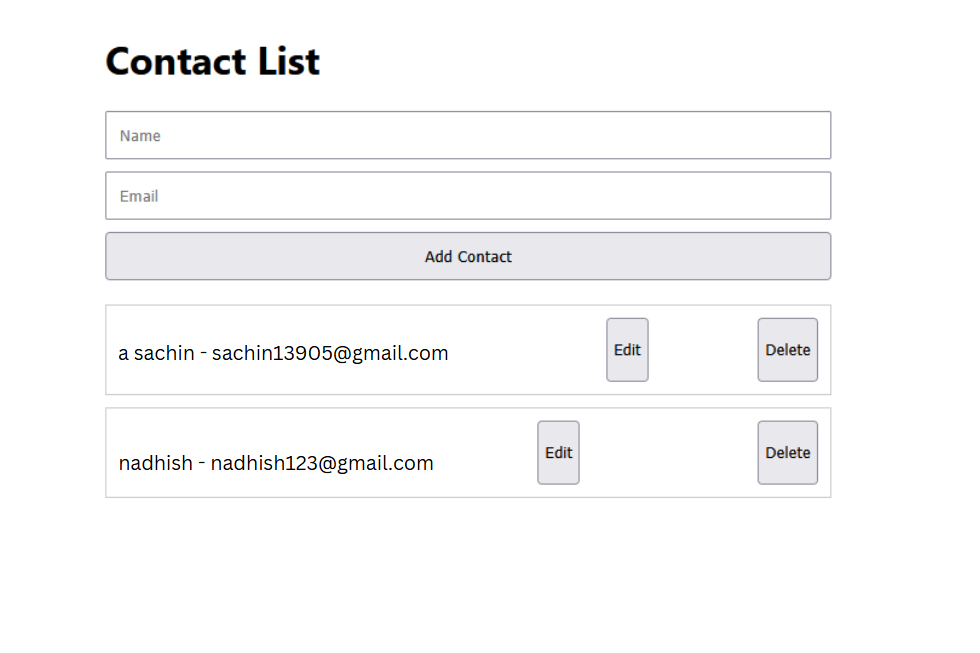 Contact List
Name
Email
Add Contact
a sachin - sachin13905@gmail.com Edit Delete
nadhish - nadhish123@gmail.com Edit Delete